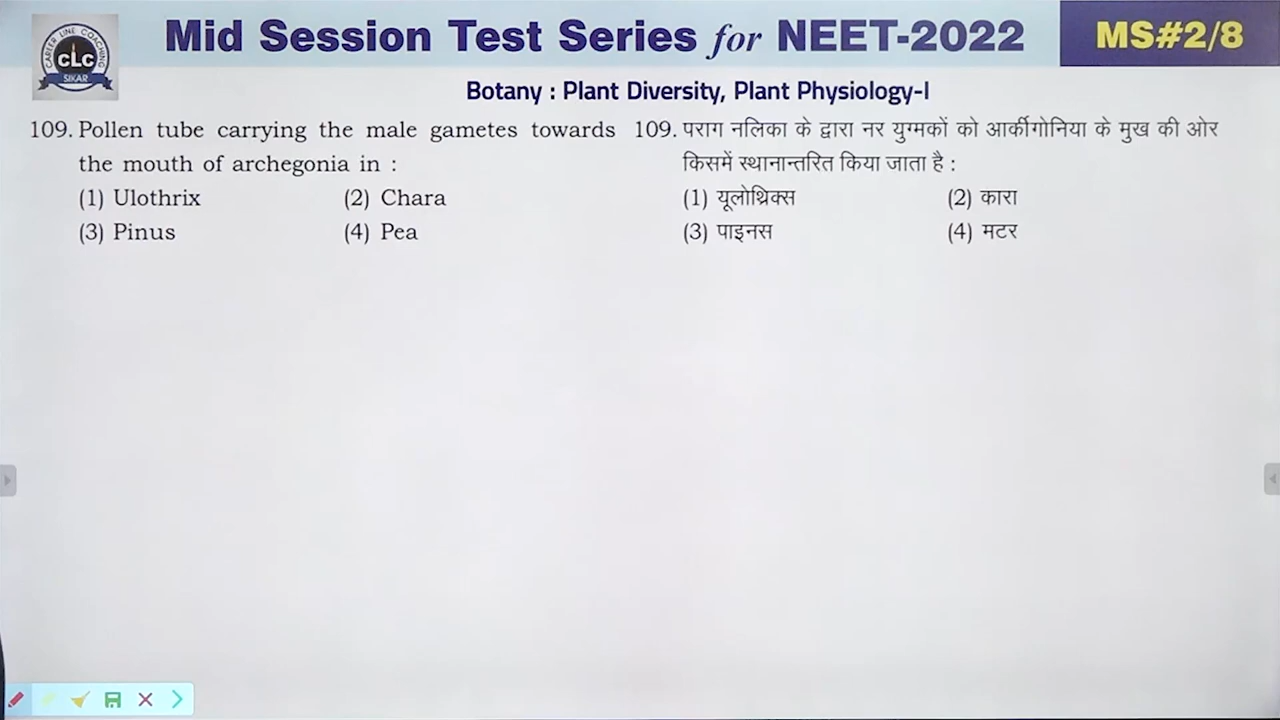 CAREER LINE COACHING
CLC
SIKAR
Mid Session Test Series for NEET-2022
MS#2/8
Botany : Plant Diversity, Plant Physiology-I
109. Pollen tube carrying the male gametes towards
the mouth of archegonia in :
(1) Ulothrix (2) Chara
(3) Pinus (4) Pea
109. पराग नलिका के द्वारा नर युग्मकों को आर्कीगोनिया के मुख की ओर
किसमें स्थानान्तरित किया जाता है :
(1) यूलोथ्रिक्स (2) कारा
(3) पाइनस (4) मटर